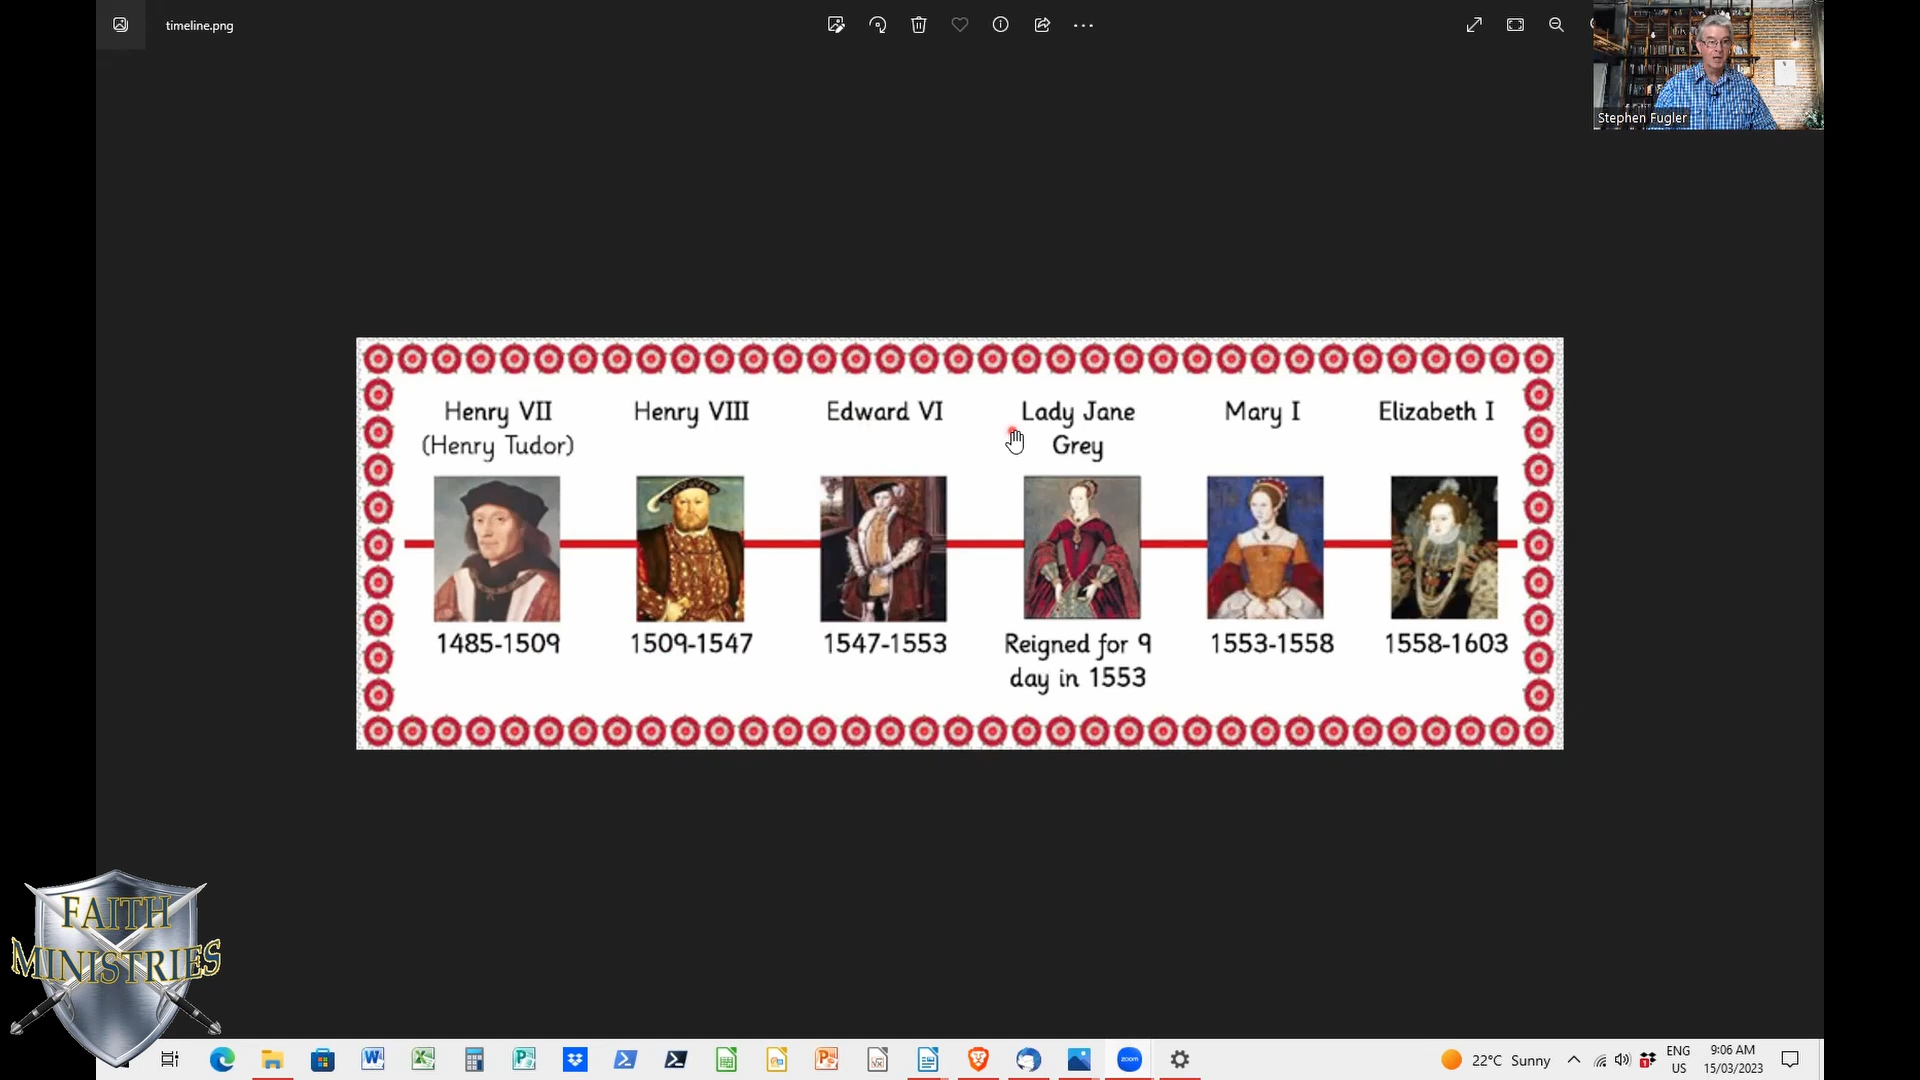 timeline.png
Stephen Fugler
Henry VII
(Henry Tudor)
Henry VIII
Edward VI
Lady Jane
Grey
Mary I
Elizabeth I
1485-1509
1509-1547
1547-1553
Reigned for 9
day in 1553
1553-1558
1558-1603
FAITH
MINISTRIES
zoom
22°C Sunny
ENG
US
9:06 AM
15/03/2023